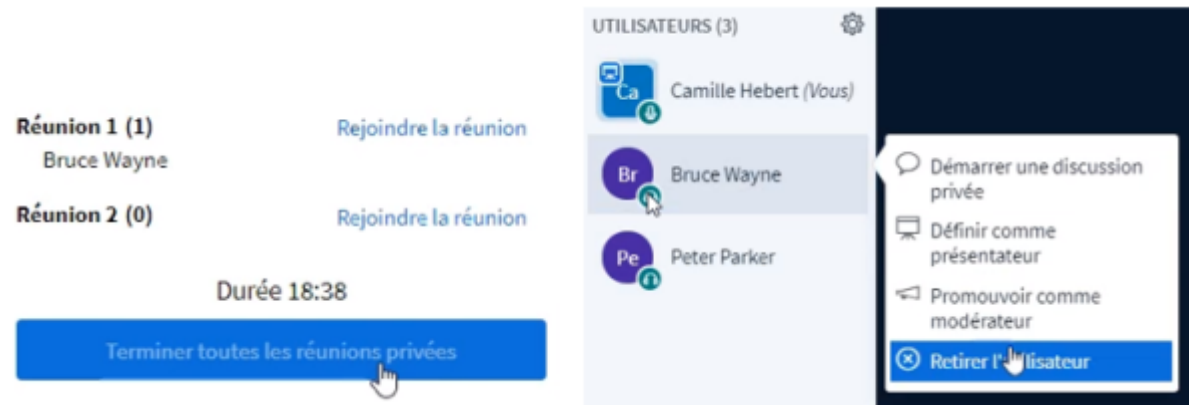 Réunion 1 (1) Rejoindre la réunion
Bruce Wayne
Réunion 2 (0) Rejoindre la réunion
Durée 18:38
Terminer toutes les réunions privées
UTILISATEURS (3)
Ca Camille Hebert (Vous)
Br Bruce Wayne
Pe Peter Parker
Démarrer une discussion
privée
Définir comme
présentateur
Promouvoir comme
modérateur
Retirer